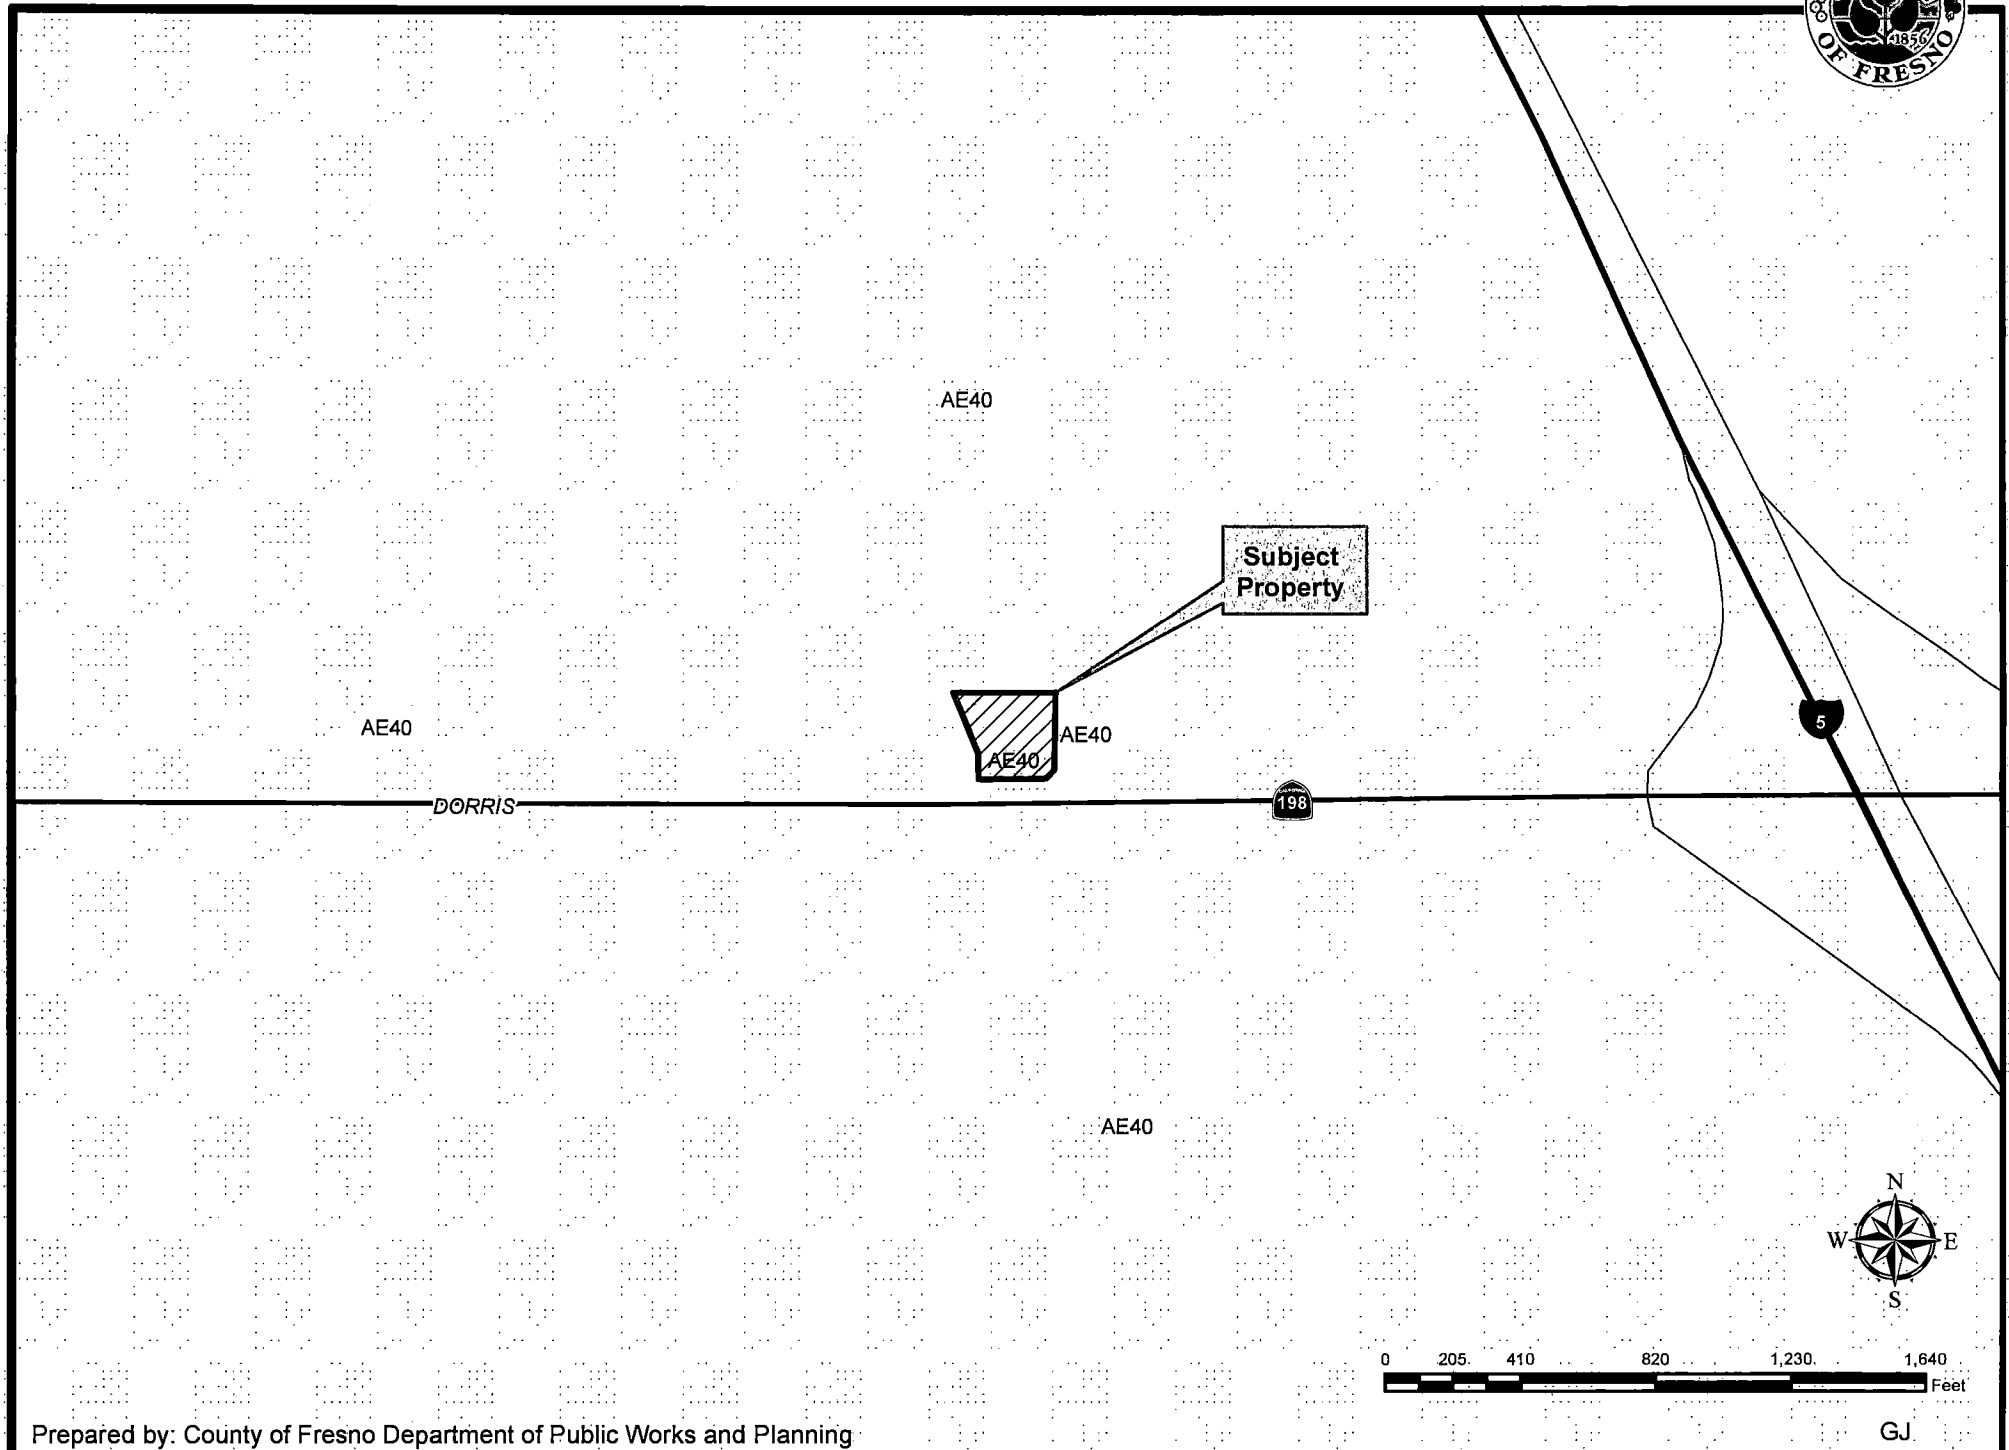 1856
OF FRESNO
AE40
Subject
Property
AE40
AE40
AE40
5
DORRIS
CALIFORNIA
198
AE40
N
W E
S
0 205 410 820 1,230 1,640
Feet
Prepared by: County of Fresno Department of Public Works and Planning
GJ